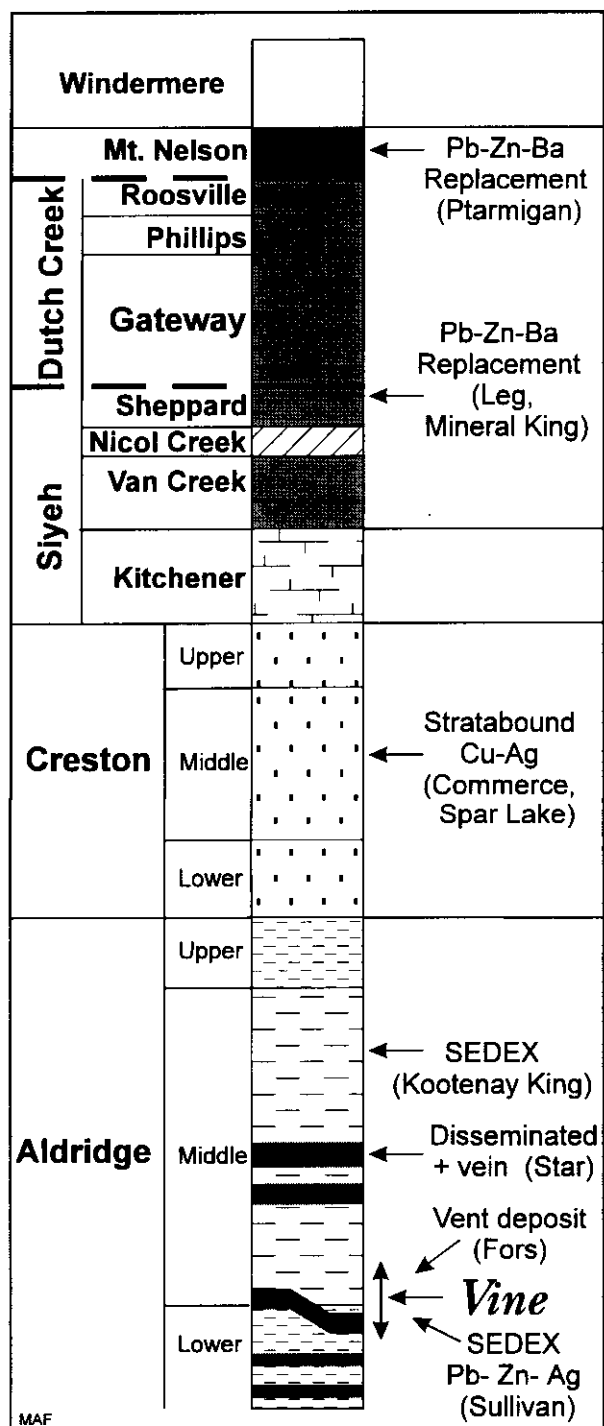 Windermere
Mt. Nelson
Pb-Zn-Ba
Replacement
(Ptarmigan)
Dutch Creek
Roosville
Phillips
Gateway
Pb-Zn-Ba
Replacement
(Leg,
Mineral King)
Siyeh
Sheppard
Nicol Creek
Van Creek
Kitchener
Creston
Upper
Middle
Lower
Stratabound
Cu-Ag
(Commerce,
Spar Lake)
Aldridge
Upper
Middle
Lower
SEDEX
(Kootenay King)
Disseminated
+ vein (Star)
Vent deposit
(Fors)
Vine
SEDEX
Pb- Zn- Ag
(Sullivan)
MAF